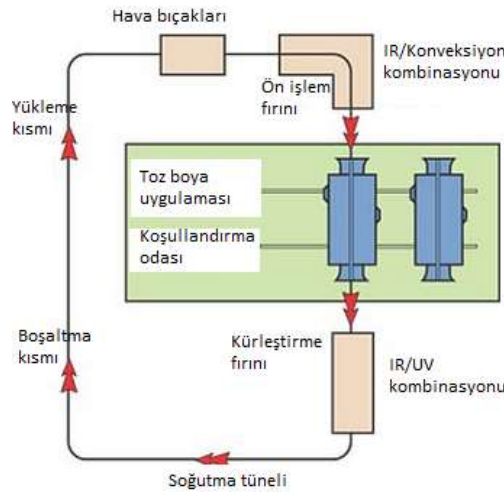 Hava bıçakları
IR/Konveksiyon
kombinasyonu
Ön işlem
fırını
Yükleme
kısmı
Toz boya
uygulaması
Koşullandırma
odası
Boşaltma
kısmı
Kürleştirme
fırını
IR/UV
kombinasyonu
Soğutma tüneli